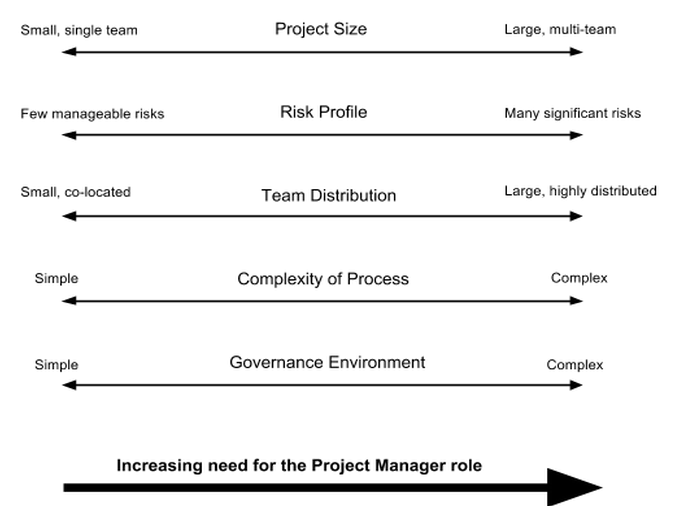 Small, single team
Project Size
Large, multi-team
Few manageable risks
Risk Profile
Many significant risks
Small, co-located
Team Distribution
Large, highly distributed
Simple
Complexity of Process
Complex
Simple
Governance Environment
Complex
Increasing need for the Project Manager role